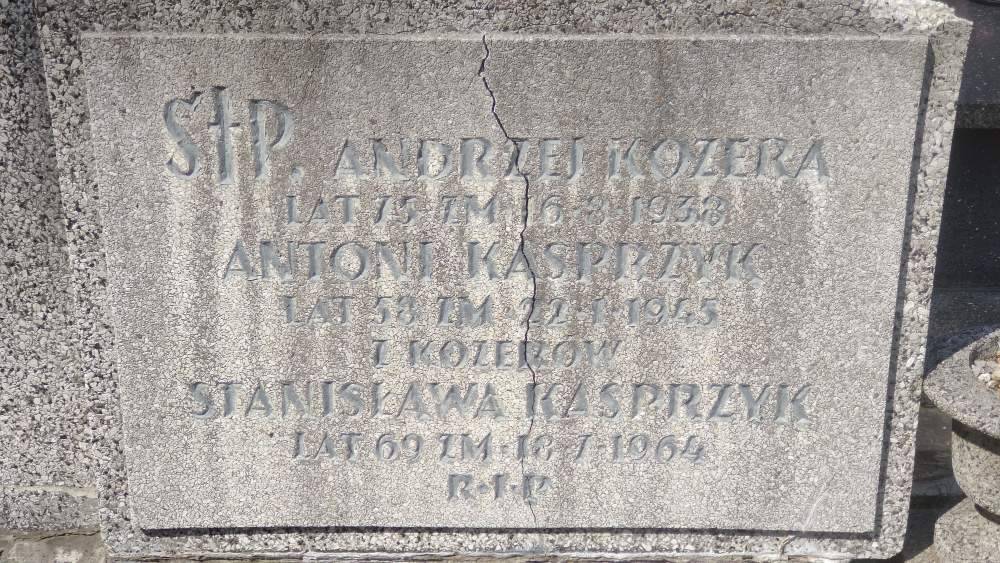 Ś†P. ANDRZEJ KOZERA
LAT 75 ZM 16·8·1938
ANTONI KASPRZYK
LAT 58 ZM 22·1·1945
Z KOZERÓW
STANISŁAWA KASPRZYK
LAT 69 ZM·18·7·1964
R·I·P